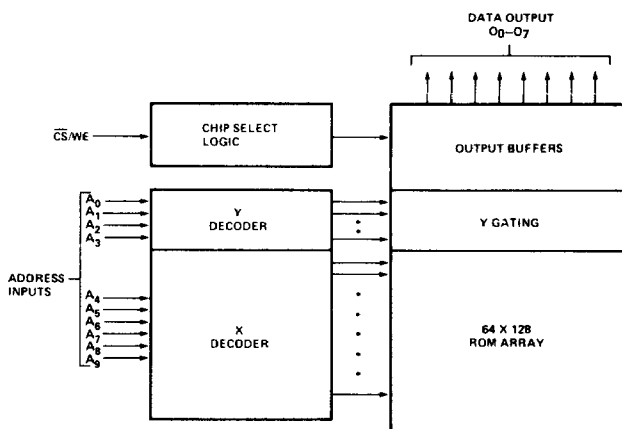 DATA OUTPUT
O0–O7
CS/WE
CHIP SELECT
LOGIC
OUTPUT BUFFERS
A0
A1
A2
A3
Y
DECODER
Y GATING
ADDRESS
INPUTS
A4
A5
A6
A7
A8
A9
X
DECODER
64 X 128
ROM ARRAY